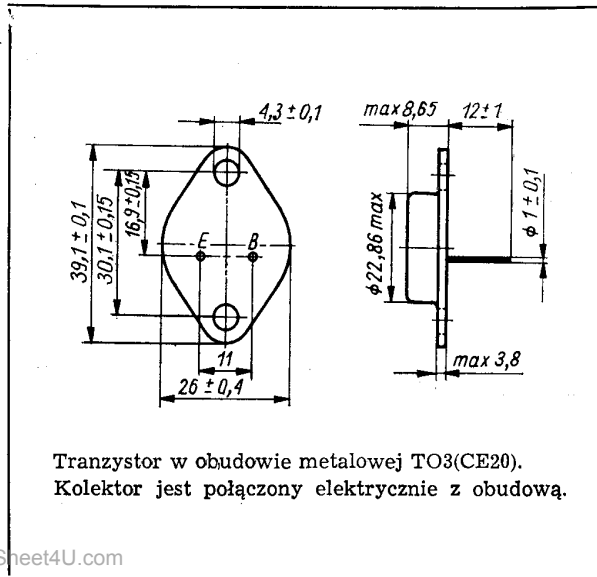 4,3 ± 0,1
max 8,65
12±1
39,1 ± 0,1
30,1 ± 0,15
16,9 ± 0,15
E
B
ϕ22,86 max
ϕ 1 ± 0,1
11
26 ± 0,4
max 3,8
Tranzystor w obudowie metalowej TO3(CE20).
Kolektor jest połączony elektrycznie z obudową.
Sheet4U.com